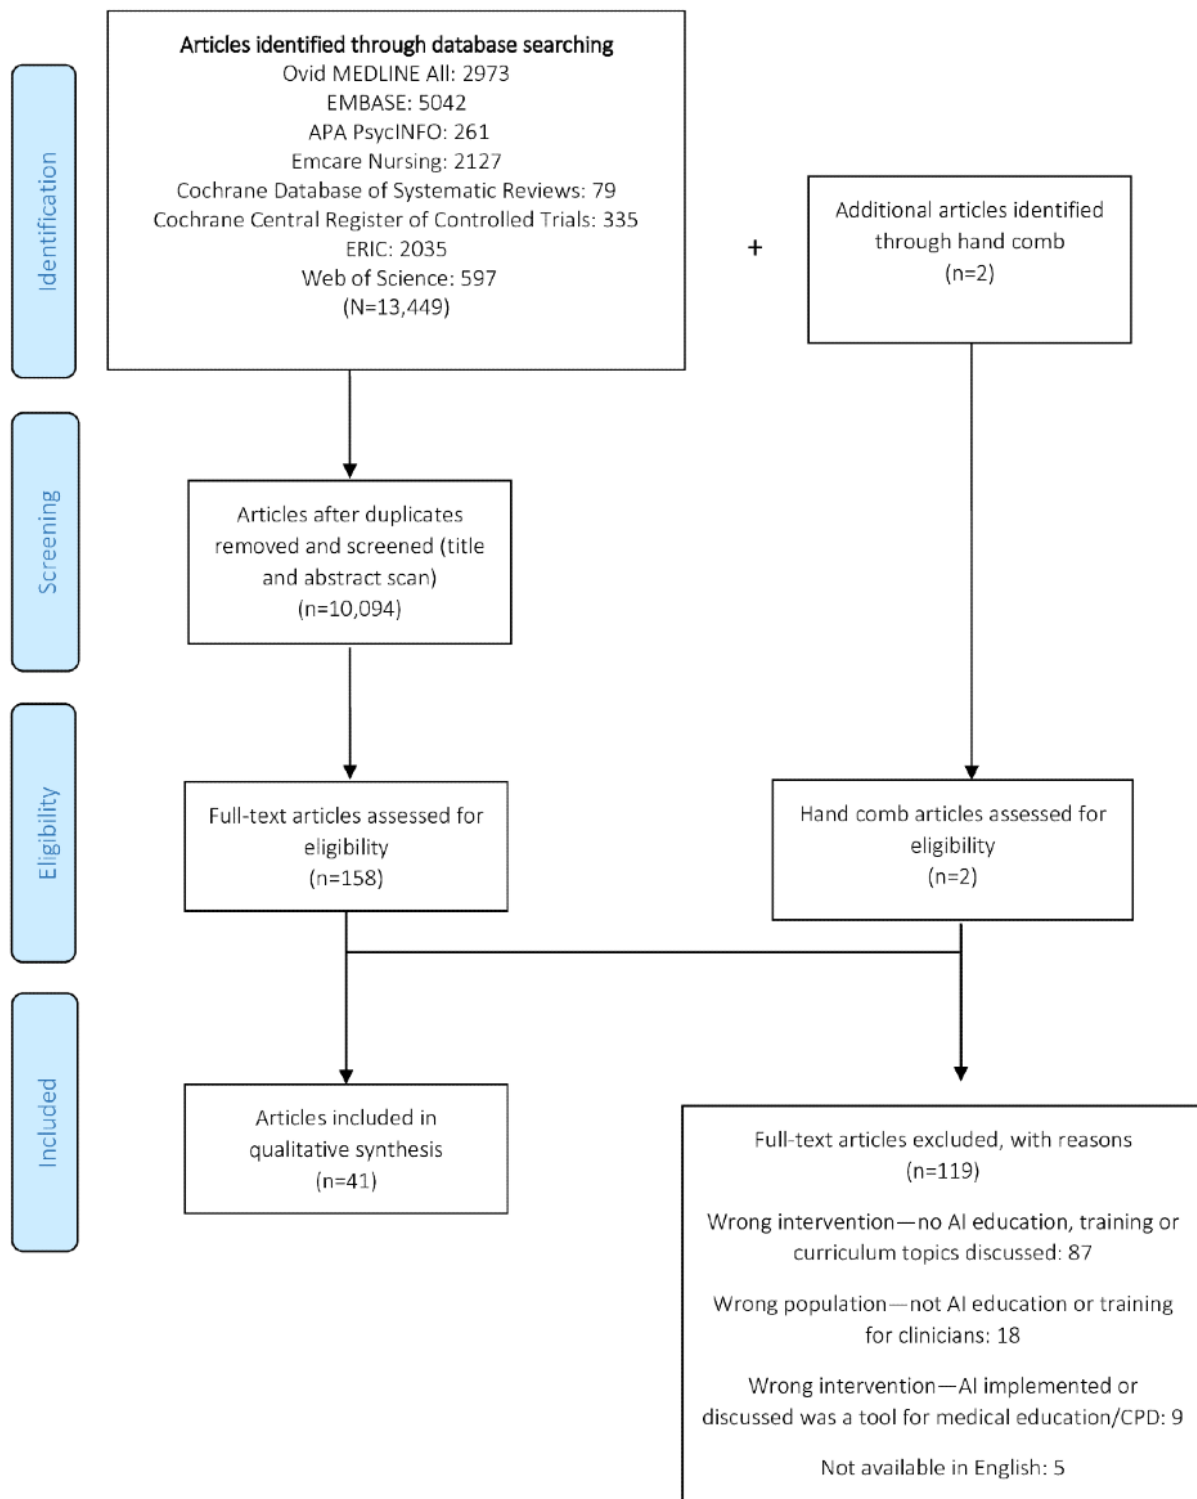 Identification
Articles identified through database searching
Ovid MEDLINE All: 2973
EMBASE: 5042
APA PsycINFO: 261
Emcare Nursing: 2127
Cochrane Database of Systematic Reviews: 79
Cochrane Central Register of Controlled Trials: 335
ERIC: 2035
Web of Science: 597
(N=13,449)
+
Additional articles identified
through hand comb
(n=2)
Screening
Articles after duplicates
removed and screened (title
and abstract scan)
(n=10,094)
Eligibility
Full-text articles assessed for
eligibility
(n=158)
Hand comb articles assessed for
eligibility
(n=2)
Included
Articles included in
qualitative synthesis
(n=41)
Full-text articles excluded, with reasons
(n=119)
Wrong intervention—no AI education, training or
curriculum topics discussed: 87
Wrong population—not AI education or training
for clinicians: 18
Wrong intervention—AI implemented or
discussed was a tool for medical education/CPD: 9
Not available in English: 5